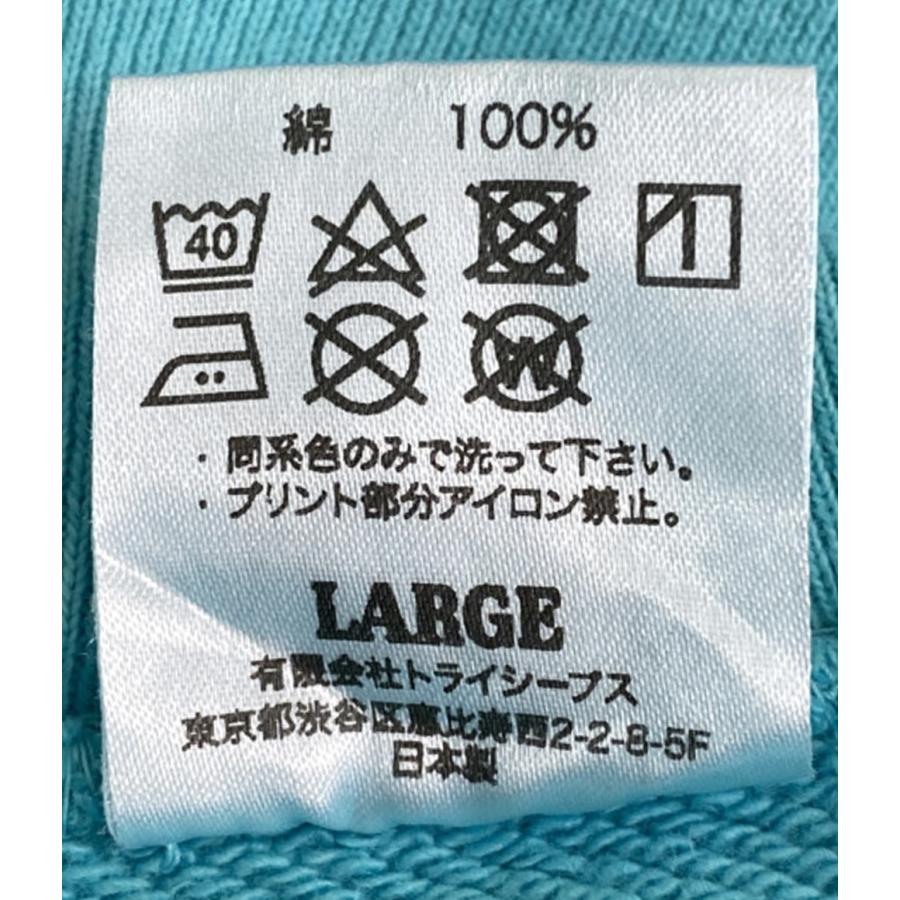 綿 100%
40
W
・同系色のみで洗って下さい。
・プリント部分アイロン禁止。
LARGE
有限会社トライシープス
東京都渋谷区恵比寿西2-2-8-5F
日本製